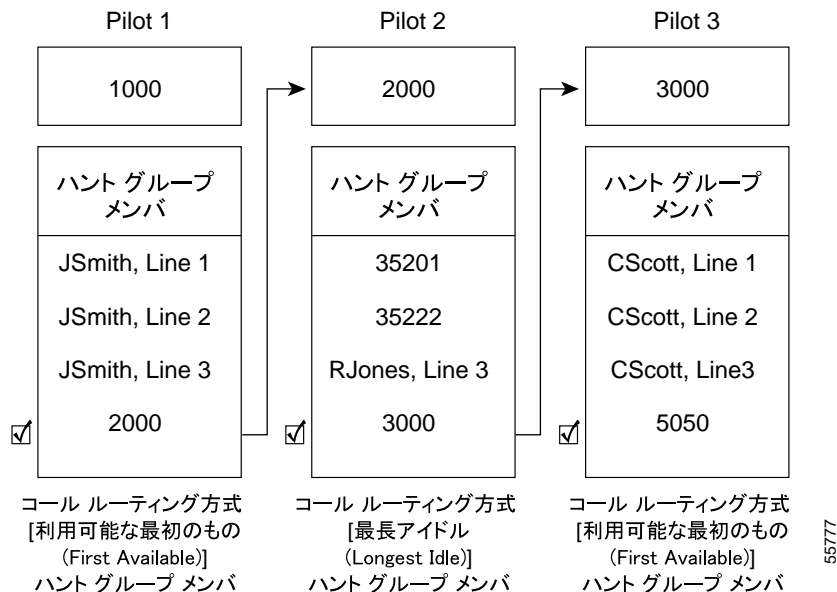 Pilot 1
1000
ハント グループ
メンバ
JSmith, Line 1
JSmith, Line 2
JSmith, Line 3
2000
コール ルーティング方式
[利用可能な最初のもの
(First Available)]
ハント グループ メンバ
Pilot 2
2000
ハント グループ
メンバ
35201
35222
RJones, Line 3
3000
コール ルーティング方式
[最長アイドル
(Longest Idle)]
ハント グループ メンバ
Pilot 3
3000
ハント グループ
メンバ
CScott, Line 1
CScott, Line 2
CScott, Line3
5050
コール ルーティング方式
[利用可能な最初のもの
(First Available)]
ハント グループ メンバ
55777